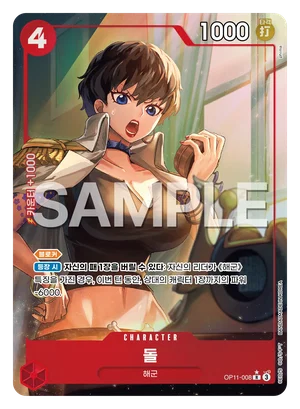 4
1000
타격
打
카운터+1000
SAMPLE
블로커
등장 시 자신의 패 1장을 버릴 수 있다: 자신의 리더가 《해군》
특징을 가진 경우, 이번 턴 동안, 상대의 캐릭터 1장까지의 파워
-6000.
CHARACTER
돌
해군
OP11-008 R 3